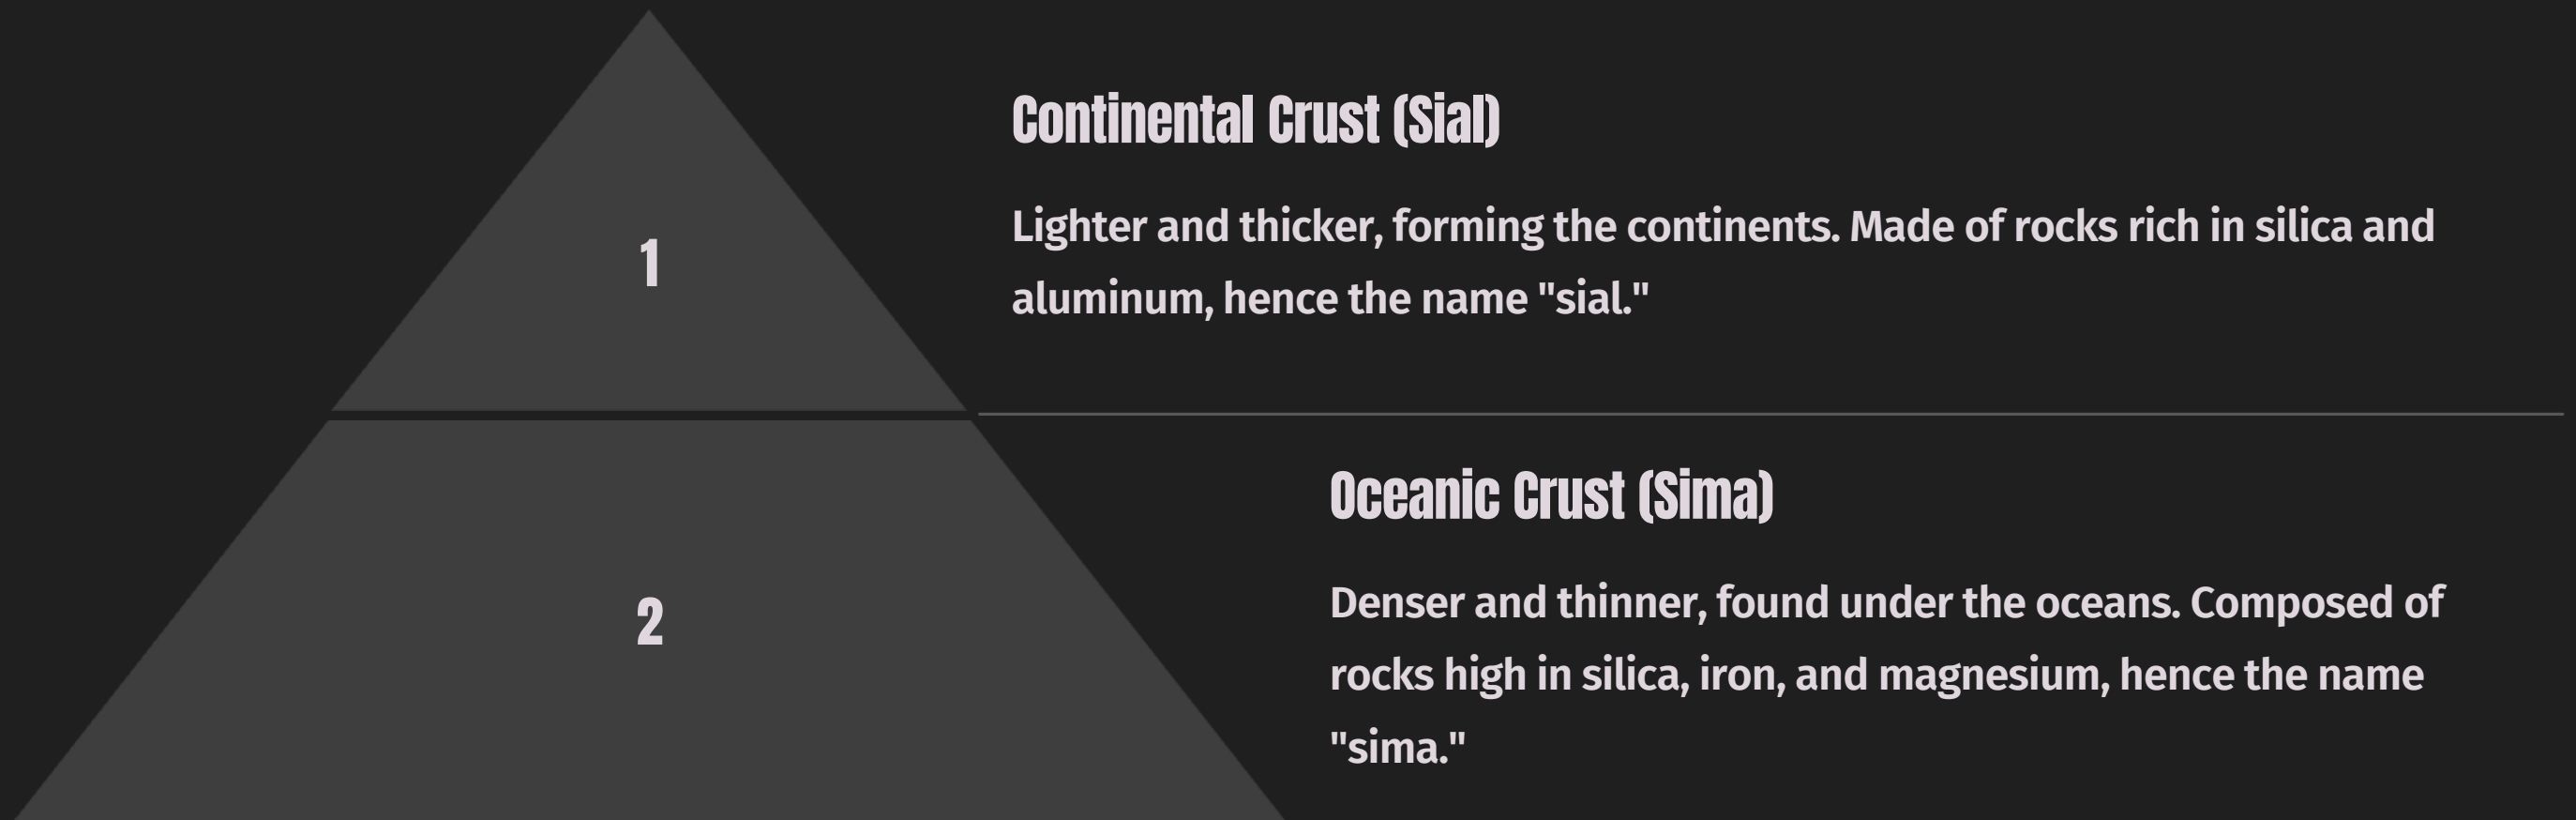 Continental Crust (Sial)
1
Lighter and thicker, forming the continents. Made of rocks rich in silica and
aluminum, hence the name "sial."
Oceanic Crust (Sima)
2
Denser and thinner, found under the oceans. Composed of
rocks high in silica, iron, and magnesium, hence the name
"sima."